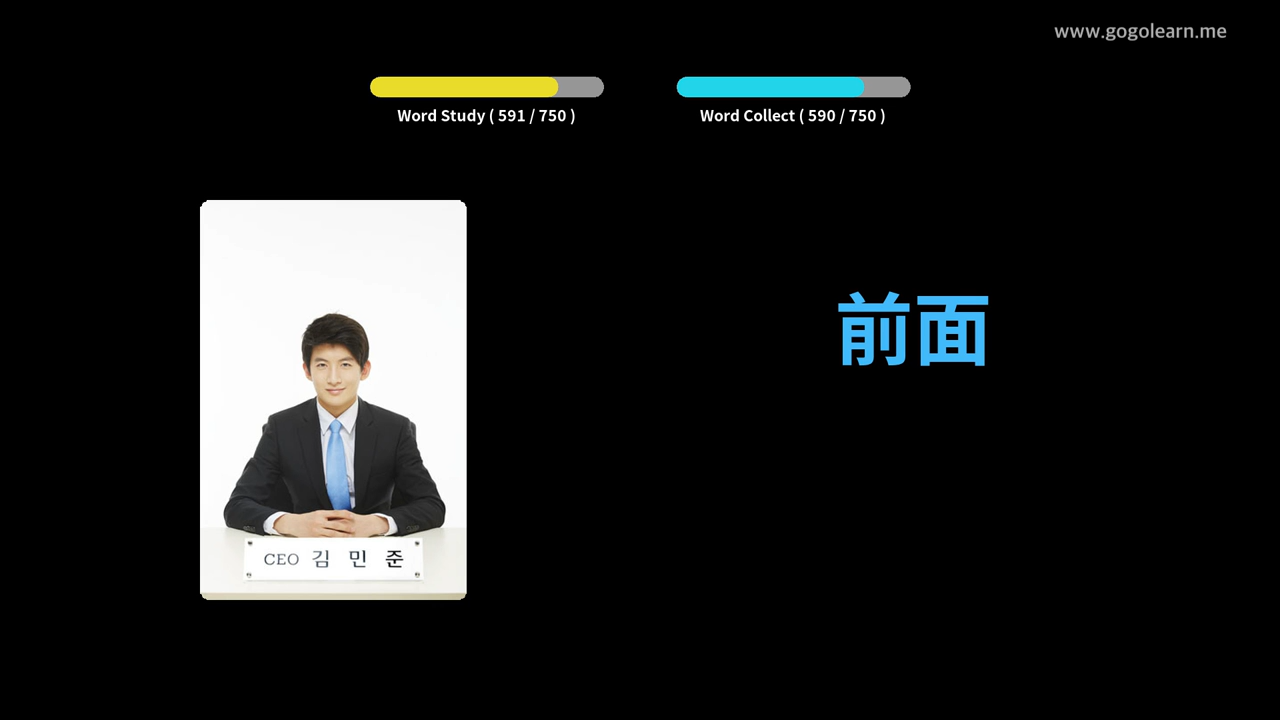 www.gogolearn.me
Word Study ( 591 / 750 )
Word Collect ( 590 / 750 )
前面
CEO 김 민 준